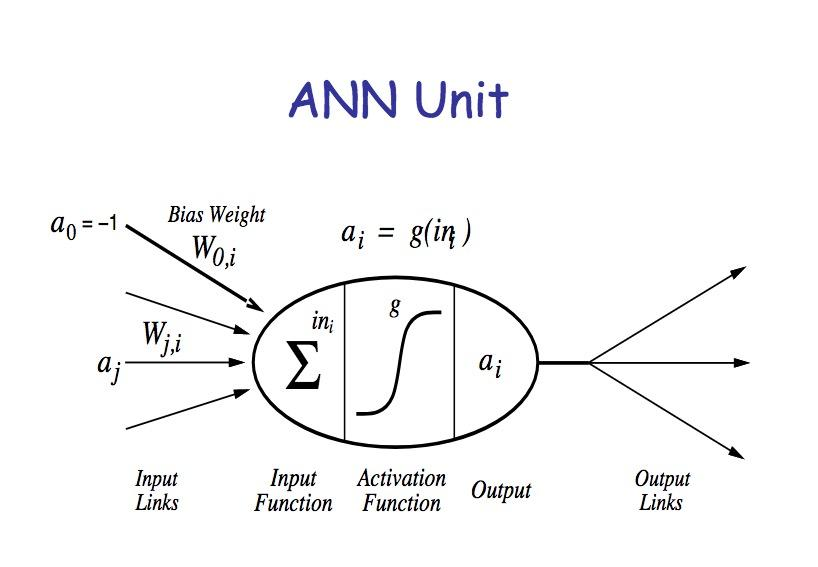 ANN Unit
a0 = −1
Bias Weight
W0,i
ai = g(ini)
Wj,i
aj
ini
Σ
g
ai
Input
Links
Input
Function
Activation
Function
Output
Output
Links